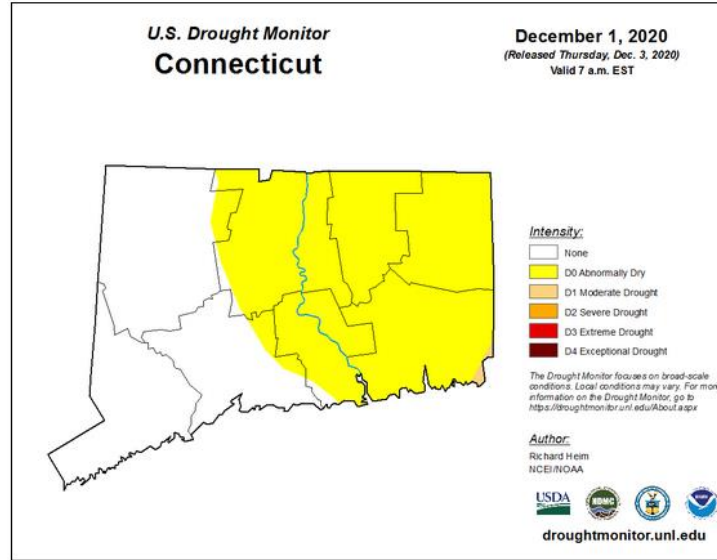 U.S. Drought Monitor
Connecticut
December 1, 2020
(Released Thursday, Dec. 3, 2020)
Valid 7 a.m. EST
Intensity:
None
D0 Abnormally Dry
D1 Moderate Drought
D2 Severe Drought
D3 Extreme Drought
D4 Exceptional Drought
The Drought Monitor focuses on broad-scale
conditions. Local conditions may vary. For more
information on the Drought Monitor, go to
https://droughtmonitor.unl.edu/About.aspx
Author:
Richard Heim
NCEI/NOAA
USDA
NDMC
droughtmonitor.unl.edu